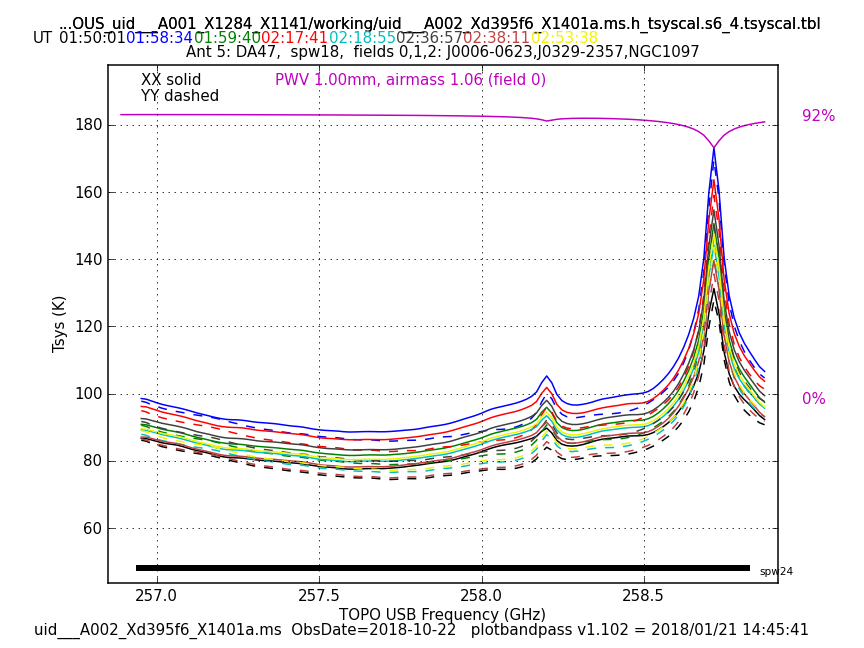 ...OUS_uid___A001_X1284_X1141/working/uid___A002_Xd395f6_X1401a.ms.h_tsyscal.s6_4.tsyscal.tbl
UT 01:50:01 01:58:34 01:59:40 02:17:41 02:18:55 02:36:57 02:38:11 02:53:38
Ant 5: DA47,  spw18,  fields 0,1,2: J0006-0623,J0329-2357,NGC1097
XX solid
PWV 1.00mm, airmass 1.06 (field 0)
YY dashed
92%
180
160
140
120
100
80
60
0%
Tsys (K)
spw24
257.0 257.5 258.0 258.5
TOPO USB Frequency (GHz)
uid___A002_Xd395f6_X1401a.ms  ObsDate=2018-10-22   plotbandpass v1.102 = 2018/01/21 14:45:41